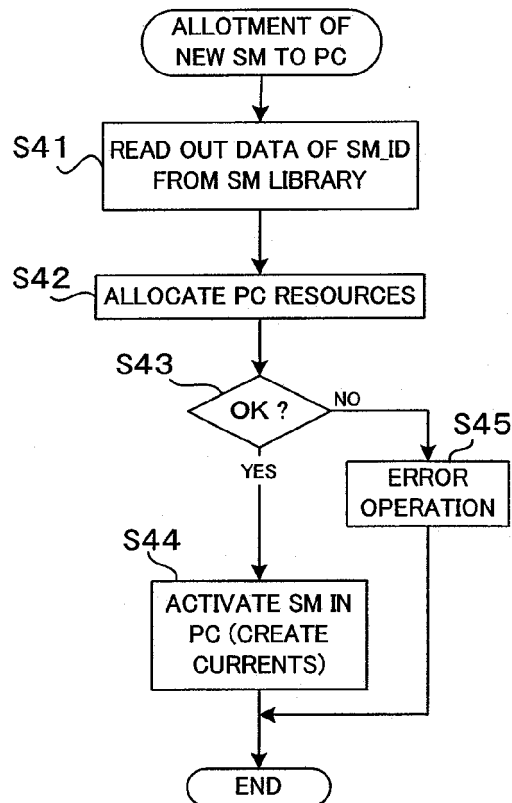 ALLOTMENT OF
NEW SM TO PC
S41
READ OUT DATA OF SM_ID
FROM SM LIBRARY
S42
ALLOCATE PC RESOURCES
S43
OK ?
NO
YES
S45
ERROR
OPERATION
S44
ACTIVATE SM IN
PC (CREATE
CURRENTS)
END